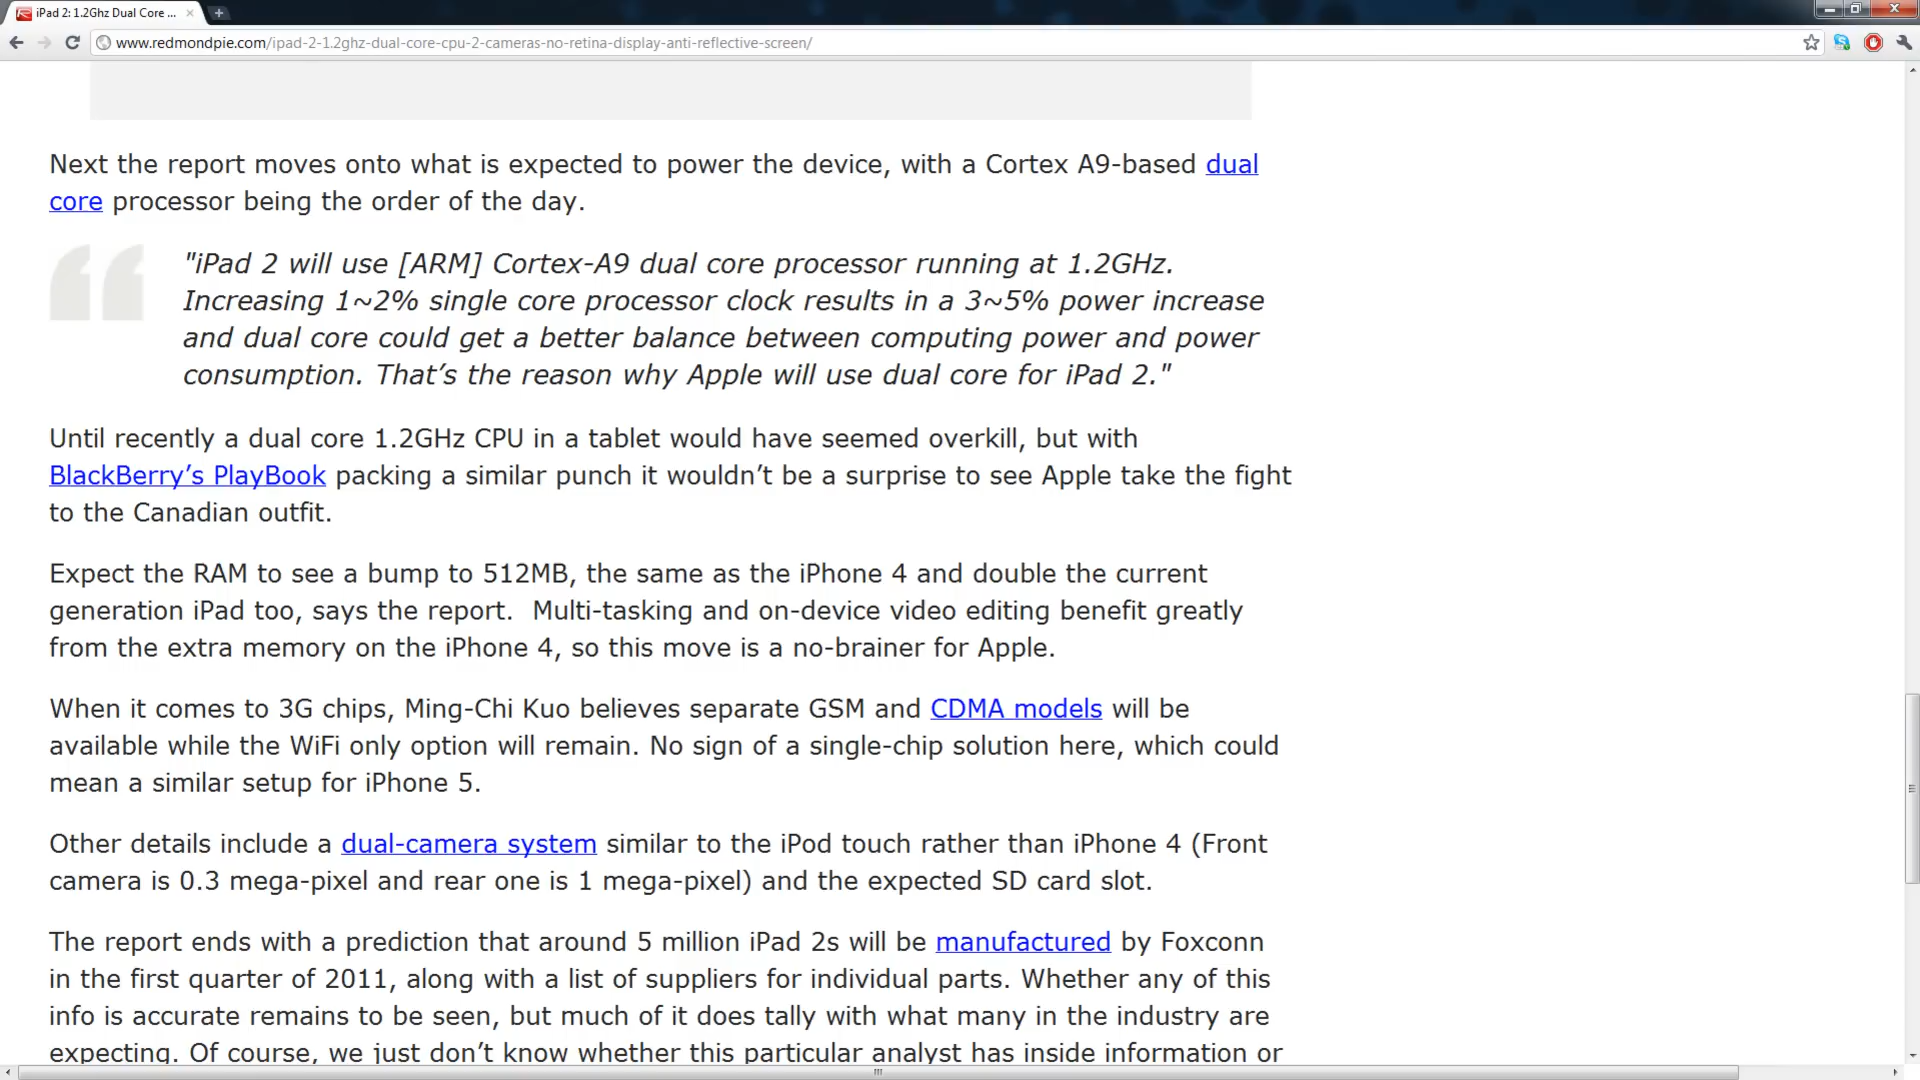 iPad 2: 1.2Ghz Dual Core ...
www.redmondpie.com/ipad-2-1.2ghz-dual-core-cpu-2-cameras-no-retina-display-anti-reflective-screen/
Next the report moves onto what is expected to power the device, with a Cortex A9-based dual
core processor being the order of the day.
"iPad 2 will use [ARM] Cortex-A9 dual core processor running at 1.2GHz.
Increasing 1~2% single core processor clock results in a 3~5% power increase
and dual core could get a better balance between computing power and power
consumption. That’s the reason why Apple will use dual core for iPad 2."
Until recently a dual core 1.2GHz CPU in a tablet would have seemed overkill, but with
BlackBerry’s PlayBook packing a similar punch it wouldn’t be a surprise to see Apple take the fight
to the Canadian outfit.
Expect the RAM to see a bump to 512MB, the same as the iPhone 4 and double the current
generation iPad too, says the report.  Multi-tasking and on-device video editing benefit greatly
from the extra memory on the iPhone 4, so this move is a no-brainer for Apple.
When it comes to 3G chips, Ming-Chi Kuo believes separate GSM and CDMA models will be
available while the WiFi only option will remain. No sign of a single-chip solution here, which could
mean a similar setup for iPhone 5.
Other details include a dual-camera system similar to the iPod touch rather than iPhone 4 (Front
camera is 0.3 mega-pixel and rear one is 1 mega-pixel) and the expected SD card slot.
The report ends with a prediction that around 5 million iPad 2s will be manufactured by Foxconn
in the first quarter of 2011, along with a list of suppliers for individual parts. Whether any of this
info is accurate remains to be seen, but much of it does tally with what many in the industry are
expecting. Of course, we just don’t know whether this particular analyst has inside information or